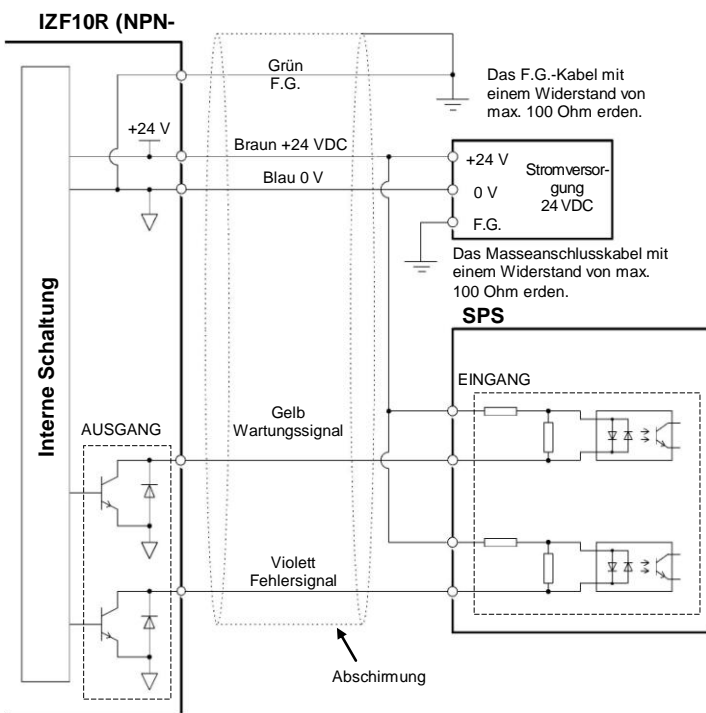 IZF10R (NPN-
Grün
F.G.
Das F.G.-Kabel mit
einem Widerstand von
max. 100 Ohm erden.
+24 V
Braun +24 VDC
Blau 0 V
+24 V
0 V
F.G.
Stromversor-
gung
24 VDC
Das Masseanschlusskabel mit
einem Widerstand von max.
100 Ohm erden.
SPS
Interne Schaltung
EINGANG
AUSGANG
Gelb
Wartungssignal
Violett
Fehlersignal
Abschirmung